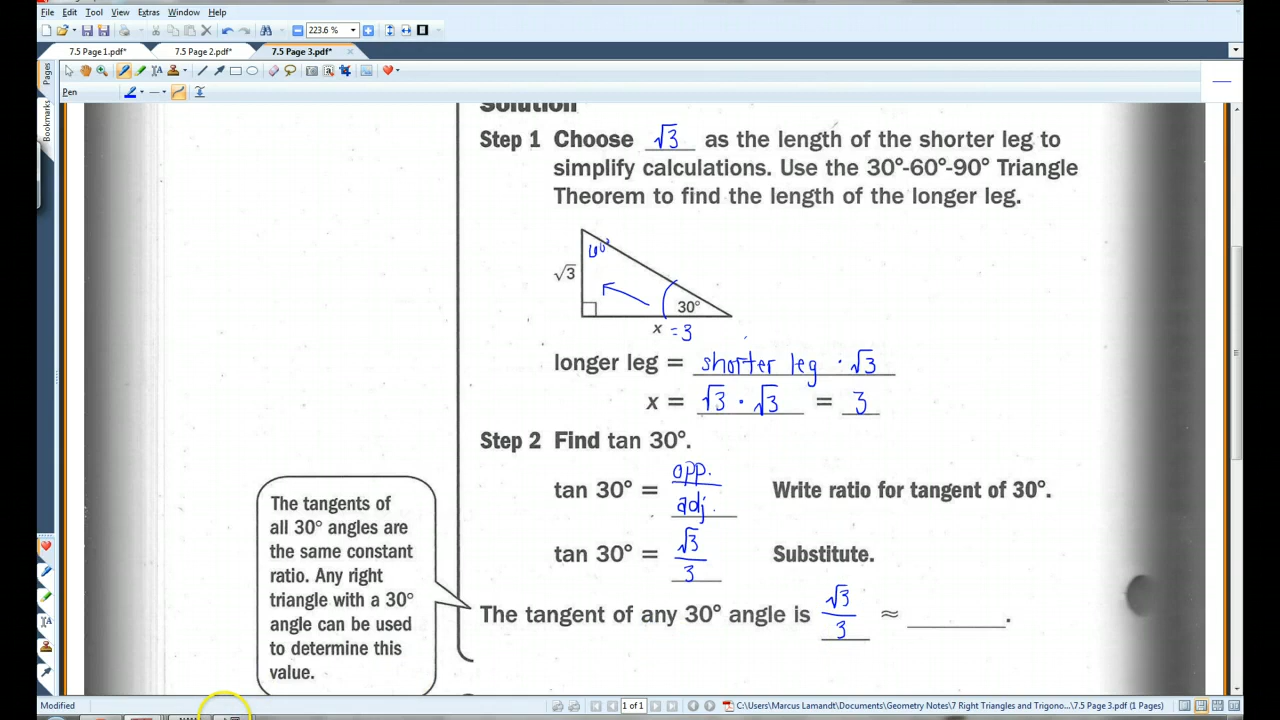 File Edit Tool View Extras Window Help
223.6 %
7.5 Page 1.pdf* 7.5 Page 2.pdf* 7.5 Page 3.pdf*
Pen
Pages
Bookmarks
Solution
Step 1 Choose √3 as the length of the shorter leg to
simplify calculations. Use the 30°-60°-90° Triangle
Theorem to find the length of the longer leg.
60°
√3
30°
x = 3
longer leg = shorter leg · √3
x = √3 · √3 = 3
Step 2 Find tan 30°.
tan 30° = opp. / adj. Write ratio for tangent of 30°.
tan 30° = √3 / 3 Substitute.
The tangent of any 30° angle is √3 / 3 ≈ ________.
The tangents of
all 30° angles are
the same constant
ratio. Any right
triangle with a 30°
angle can be used
to determine this
value.
Modified 1 of 1 C:\Users\Marcus Lamandt\Documents\Geometry Notes\7 Right Triangles and Trigono...\7.5 Page 3.pdf (1 Pages)